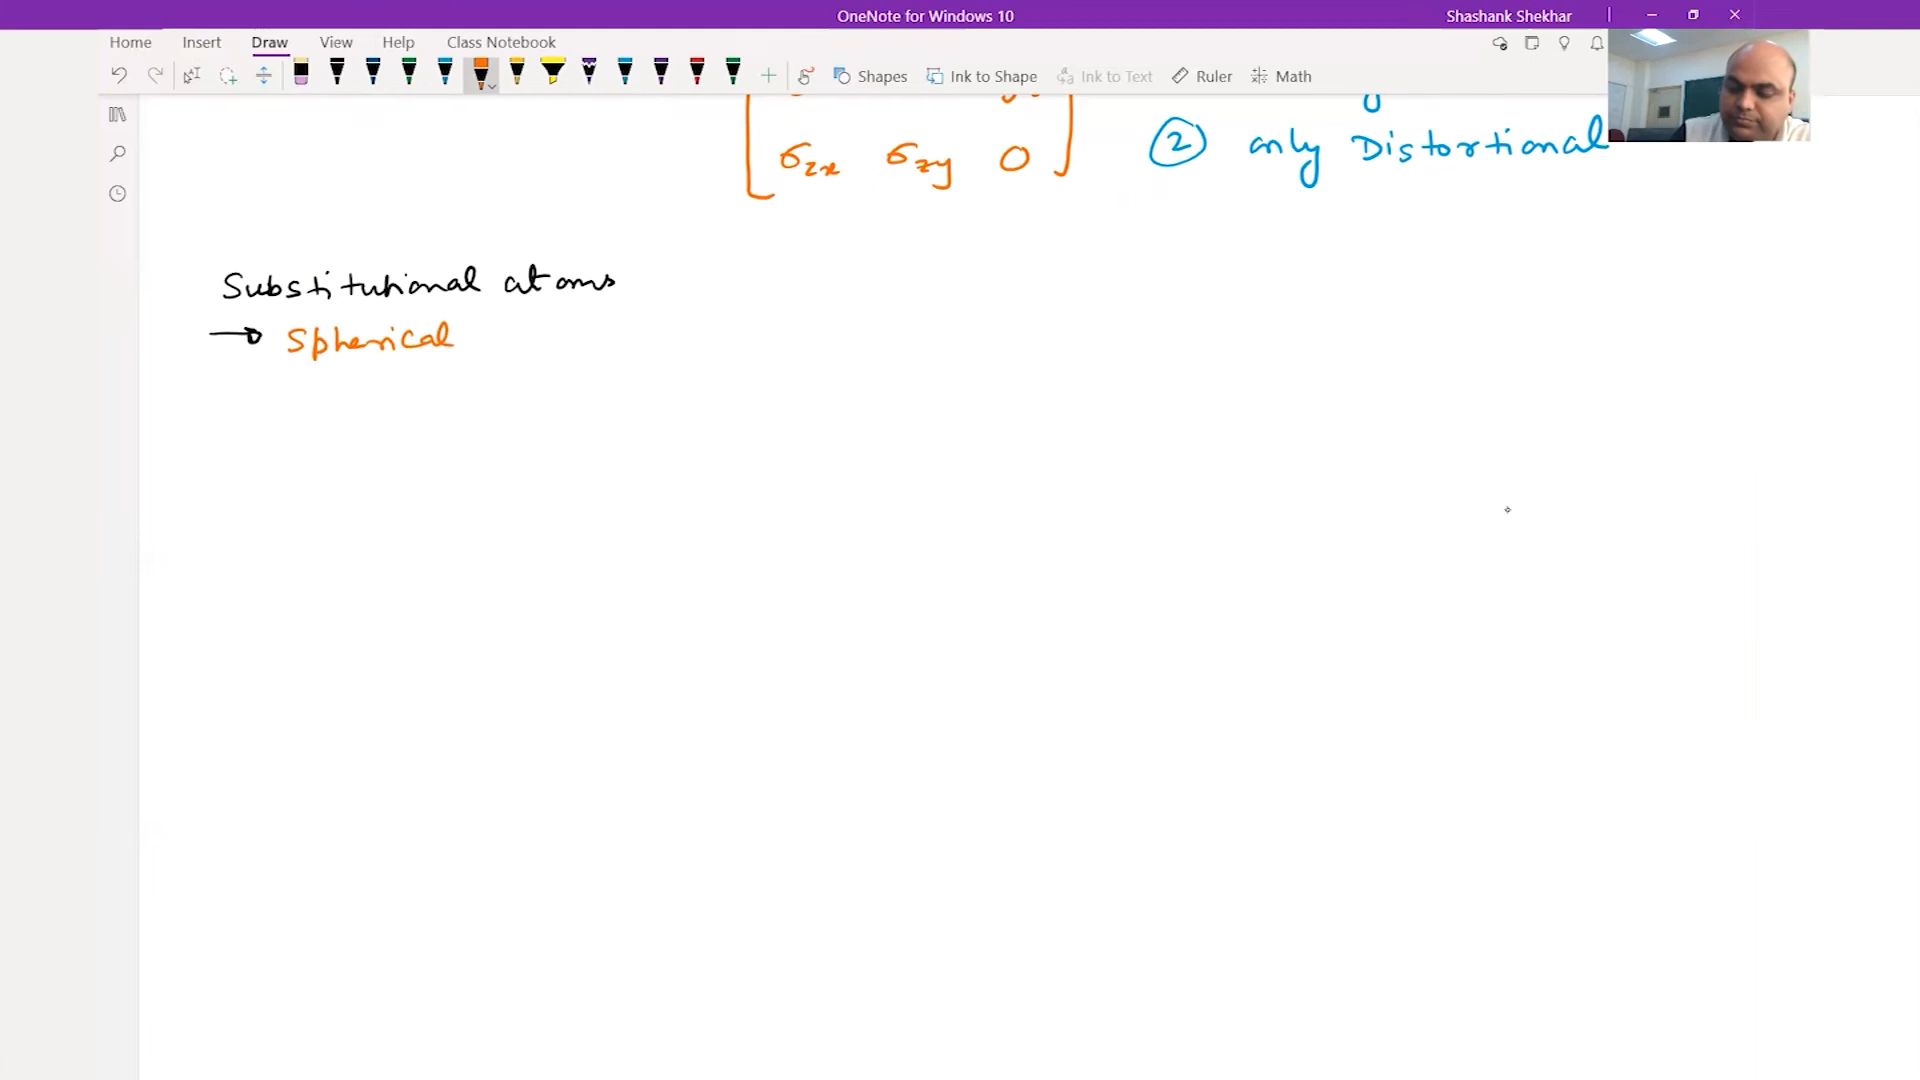 OneNote for Windows 10
Shashank Shekhar
Home Insert Draw View Help Class Notebook
Shapes Ink to Shape Ink to Text Ruler Math
σzx σzy 0
② only Distortional
Substitutional atoms
→ Spherical